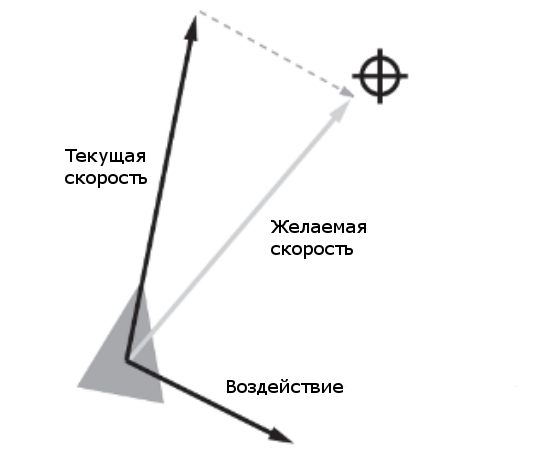 Текущая
скорость
Желаемая
скорость
Воздействие